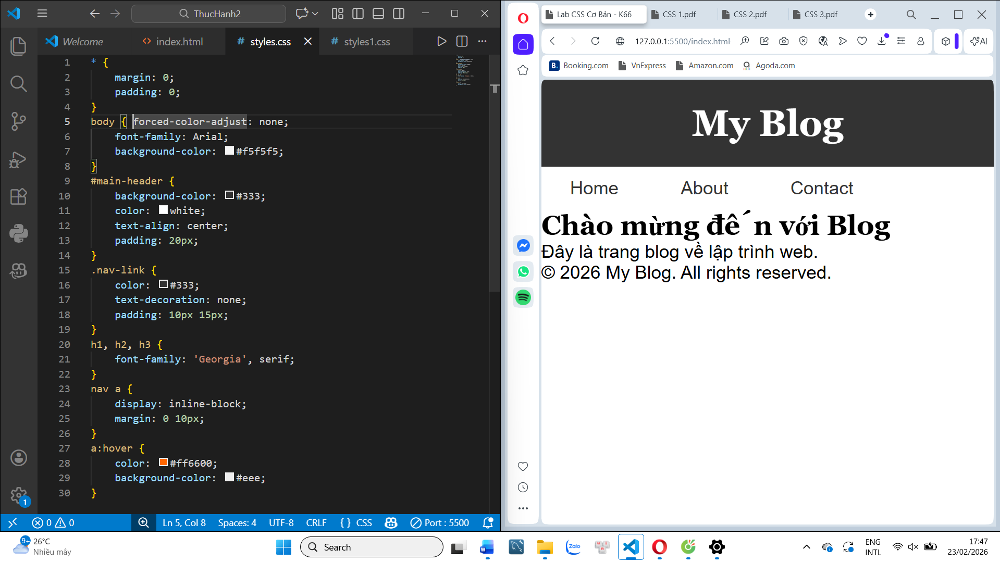 ThucHanh2
Welcome
index.html
styles.css
styles1.css
1 * {
2 margin: 0;
3 padding: 0;
4 }
5 body { forced-color-adjust: none;
6 font-family: Arial;
7 background-color: #f5f5f5;
8 }
9 #main-header {
10 background-color: #333;
11 color: white;
12 text-align: center;
13 padding: 20px;
14 }
15 .nav-link {
16 color: #333;
17 text-decoration: none;
18 padding: 10px 15px;
19 }
20 h1, h2, h3 {
21 font-family: 'Georgia', serif;
22 }
23 nav a {
24 display: inline-block;
25 margin: 0 10px;
26 }
27 a:hover {
28 color: #ff6600;
29 background-color: #eee;
30 }
1
0 0
Ln 5, Col 8
Spaces: 4
UTF-8
CRLF
{ } CSS
Port : 5500
Lab CSS Cơ Bản - K66
CSS 1.pdf
CSS 2.pdf
CSS 3.pdf
127.0.0.1:5500/index.html
AI
B.
Booking.com
VnExpress
Amazon.com
Agoda.com
My Blog
Home About Contact
Chào mừng đến với Blog
Đây là trang blog về lập trình web.
© 2026 My Blog. All rights reserved.
9+
26°C
Nhiều mây
Search
W
Zalo
ENG
INTL
17:47
23/02/2026